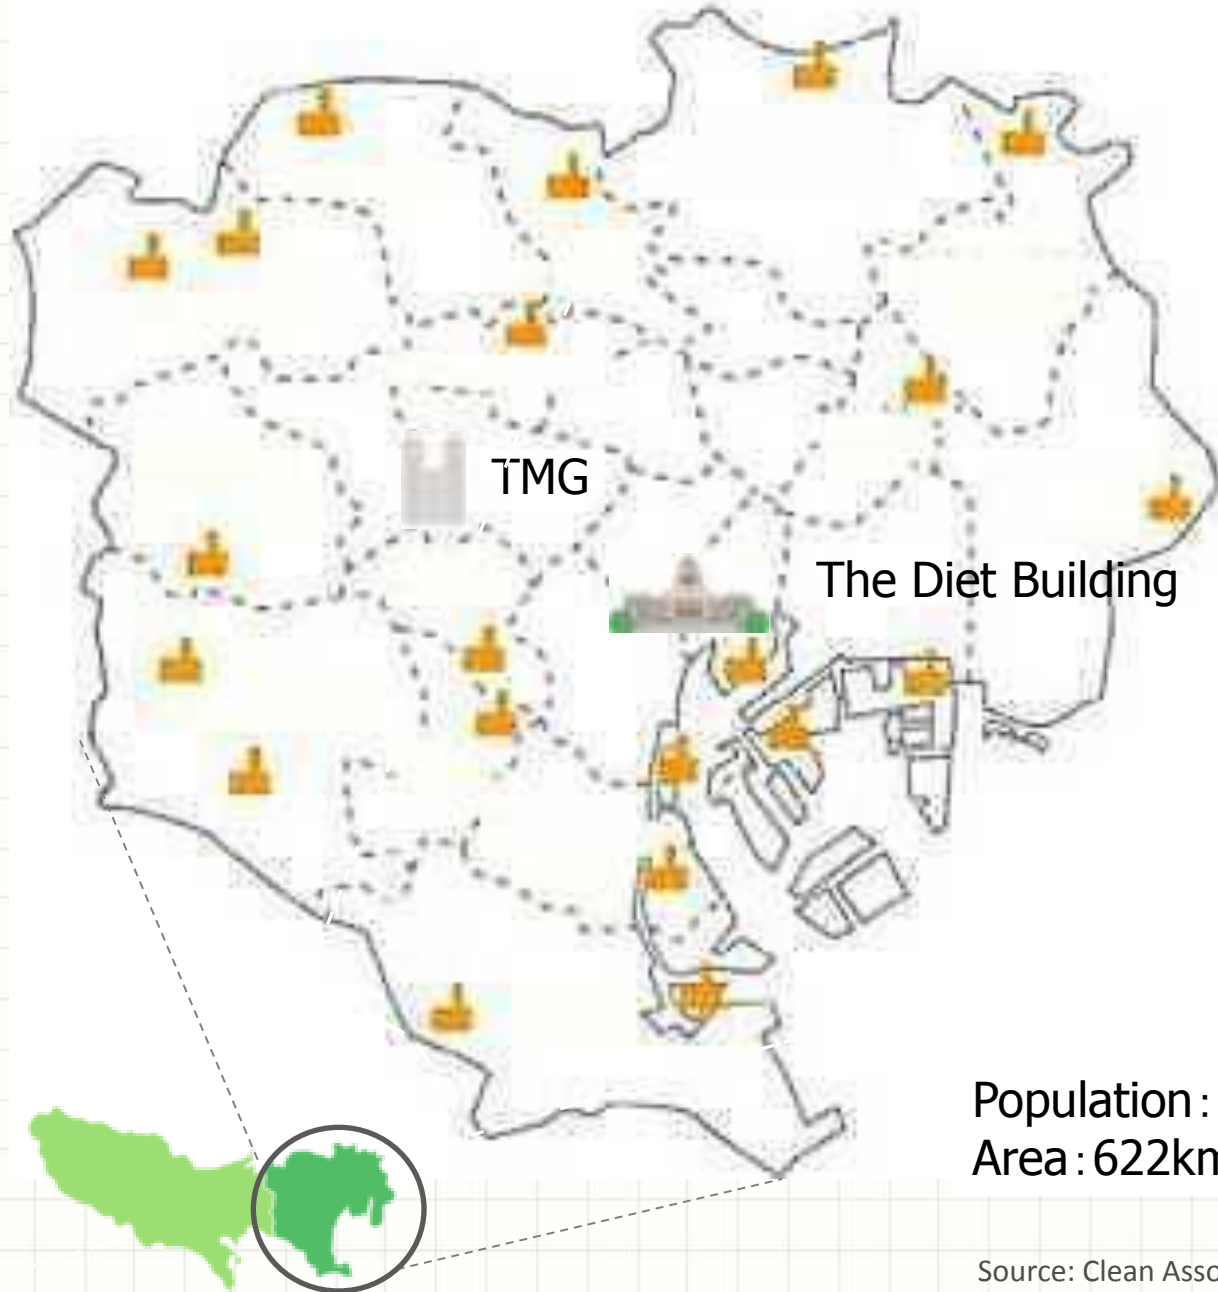 TMG
The Diet Building
Population :
Area : 622km
Source: Clean Asso